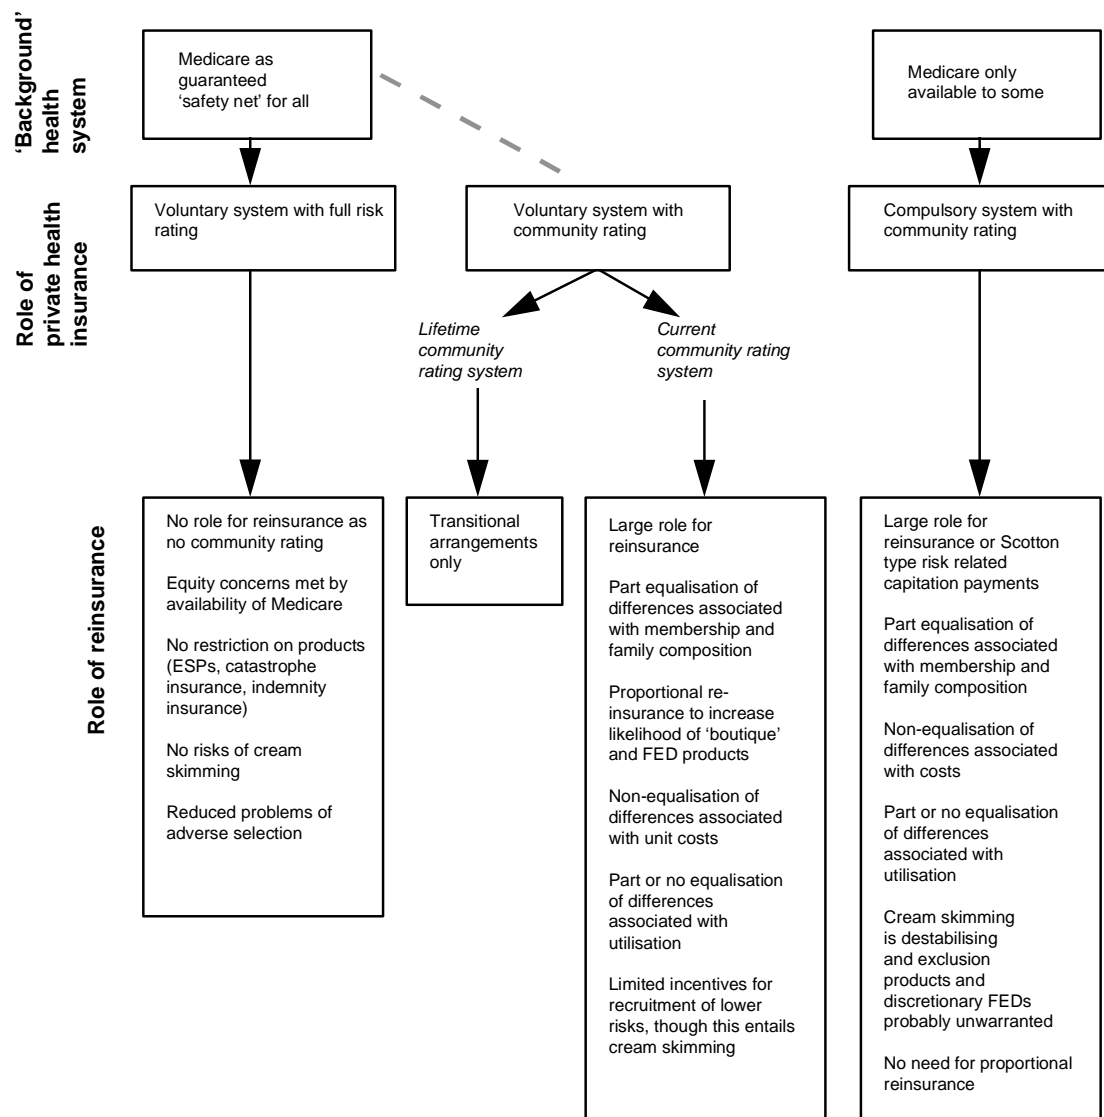 'Background'
health
system
Medicare as
guaranteed
'safety net' for all
Medicare only
available to some
Role of
private health
insurance
Voluntary system with full risk
rating
Voluntary system with
community rating
Compulsory system with
community rating
Lifetime
community
rating system
Current
community rating
system
Role of reinsurance
No role for reinsurance as
no community rating
Equity concerns met by
availability of Medicare
No restriction on products
(ESPs, catastrophe
insurance, indemnity
insurance)
No risks of cream
skimming
Reduced problems of
adverse selection
Transitional
arrangements
only
Large role for
reinsurance
Part equalisation of
differences associated
with membership and
family composition
Proportional re-
insurance to increase
likelihood of 'boutique'
and FED products
Non-equalisation of
differences associated
with unit costs
Part or no equalisation
of differences
associated with
utilisation
Limited incentives for
recruitment of lower
risks, though this entails
cream skimming
Large role for
reinsurance or Scotton
type risk related
capitation payments
Part equalisation of
differences associated
with membership and
family composition
Non-equalisation of
differences associated
with costs
Part or no equalisation
of differences
associated with
utilisation
Cream skimming
is destabilising
and exclusion
products and
discretionary FEDs
probably unwarranted
No need for proportional
reinsurance